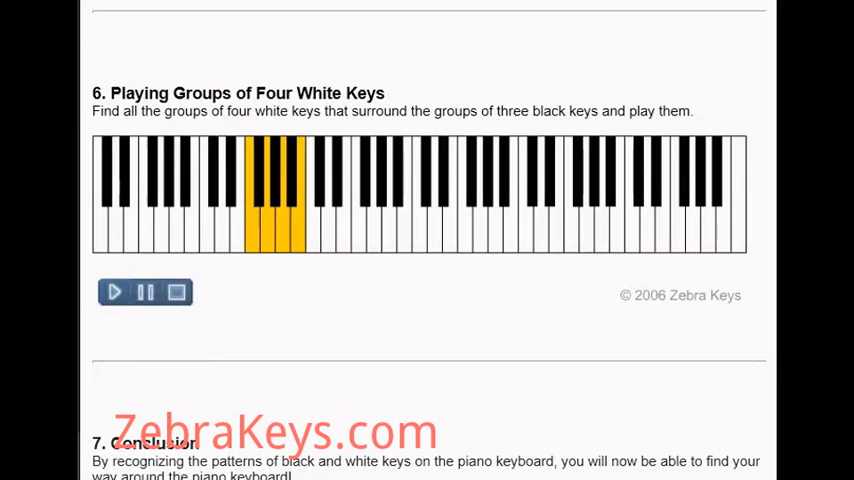 6. Playing Groups of Four White Keys
Find all the groups of four white keys that surround the groups of three black keys and play them.
© 2006 Zebra Keys
ZebraKeys.com
7. Conclusion
By recognizing the patterns of black and white keys on the piano keyboard, you will now be able to find your
way around the piano keyboard!